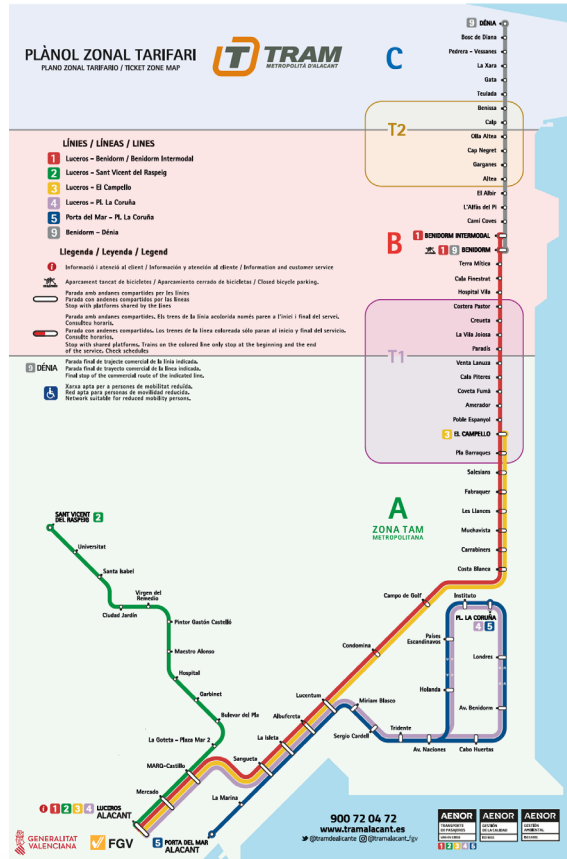 PLÀNOL ZONAL TARIFARI
PLANO ZONAL TARIFARIO / TICKET ZONE MAP
TRAM
METROPOLITÀ D'ALACANT
C
T2
B
T1
A
ZONA TAM
METROPOLITANA
LÍNIES / LÍNEAS / LINES
1 Luceros – Benidorm / Benidorm Intermodal
2 Luceros – Sant Vicent del Raspeig
3 Luceros – El Campello
4 Luceros – Pl. La Coruña
5 Porta del Mar – Pl. La Coruña
9 Benidorm – Dénia
Llegenda / Leyenda / Legend
Informació i atenció al client / Información y atención al cliente / Information and customer service
Aparcament tancat de bicicletes / Aparcamiento cerrado de bicicletas / Closed bicycle parking.
Parada amb andanes compartides per les línies
Parada con andenes compartidos por las líneas
Stop with platforms shared by the lines
Parada amb andanes compartides. Els trens de la línia acolorida només paren a l'inici i final del servei.
Consulteu horaris.
Parada con andenes compartidos. Los trenes de la línea coloreada sólo paran al inicio y final del servicio.
Consulte horarios.
Stop with shared platforms. Trains on the coloured line only stop at the beginning and the end
of the service. Check schedules
9 DÉNIA
Parada final de trajecte comercial de la línia indicada.
Parada final de trayecto comercial de la línea indicada.
Final stop of the commercial route of the indicated line.
Xarxa apta per a persones de mobilitat reduïda.
Red apta para personas de movilidad reducida.
Network suitable for reduced mobility persons.
9 DÉNIA
Bosc de Diana
Pedrera – Vessanes
La Xara
Gata
Teulada
Benissa
Calp
Olla Altea
Cap Negret
Garganes
Altea
El Albir
L'Alfàs del Pi
Camí Coves
1 BENIDORM INTERMODAL
1 9 BENIDORM
Terra Mítica
Cala Finestrat
Hospital Vila
Costera Pastor
Creueta
La Vila Joiosa
Paradís
Venta Lanuza
Cala Piteres
Coveta Fumà
Amerador
Poble Espanyol
3 EL CAMPELLO
Pla Barraques
Salesians
Fabraquer
Les Llances
Muchavista
Carrabiners
Costa Blanca
Campo de Golf
Condomina
Instituto
PL. LA CORUÑA
4 5
Países
Escandinavos
Londres
Holanda
Av. Benidorm
Av. Naciones
Cabo Huertas
Tridente
Sergio Cardell
Miriam Blasco
Lucentum
Albufereta
La Isleta
Sangueta
La Marina
SANT VICENT
DEL RASPEIG 2
Universitat
Santa Isabel
Virgen del
Remedio
Ciudad Jardín
Pintor Gastón Castelló
Maestro Alonso
Hospital
Garbinet
Bulevar del Pla
La Goteta – Plaza Mar 2
MARQ-Castillo
Mercado
1 2 3 4 LUCEROS
ALACANT
5 PORTA DEL MAR
ALACANT
GENERALITAT
VALENCIANA
FGV
900 72 04 72
www.tramalacant.es
@tramdealicante @tramalacant_fgv
AENOR
TRANSPORTE
DE PASAJEROS
1 2 3 4 5
AENOR
GESTIÓN
DE LA CALIDAD
AENOR
GESTIÓN
AMBIENTAL